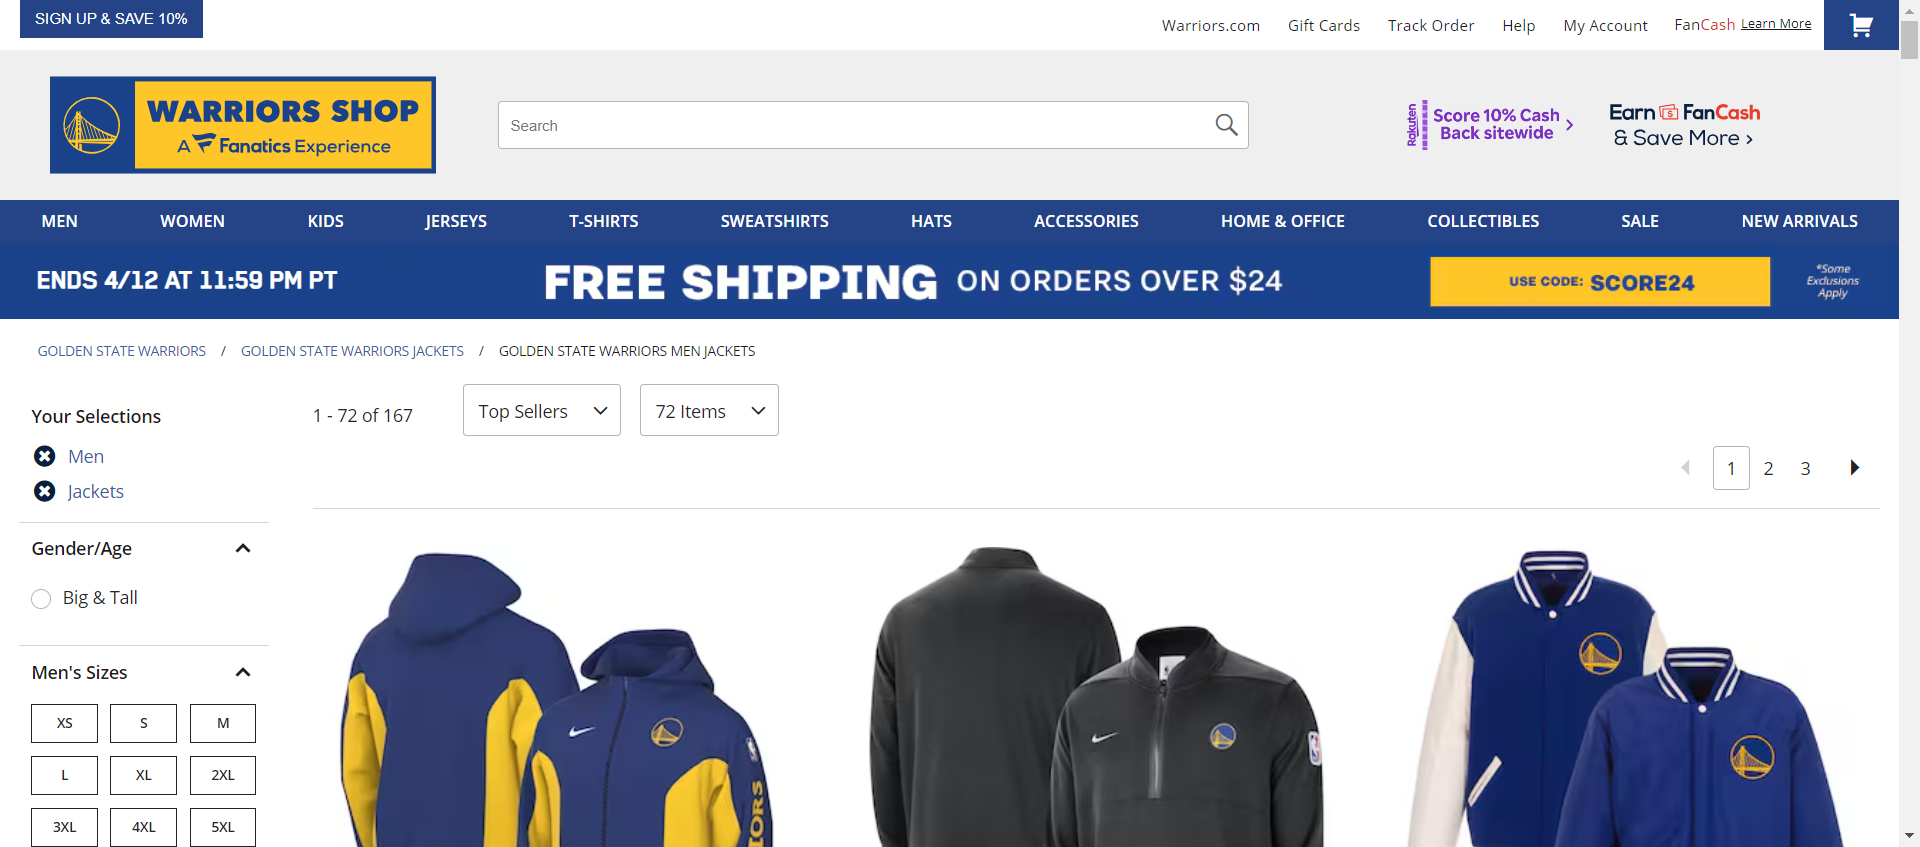 SIGN UP & SAVE 10%
Warriors.com
Gift Cards
Track Order
Help
My Account
FanCash Learn More
WARRIORS SHOP
A Fanatics Experience
Search
Rakuten
Score 10% Cash
Back sitewide
Earn FanCash
& Save More
MEN
WOMEN
KIDS
JERSEYS
T-SHIRTS
SWEATSHIRTS
HATS
ACCESSORIES
HOME & OFFICE
COLLECTIBLES
SALE
NEW ARRIVALS
ENDS 4/12 AT 11:59 PM PT
FREE SHIPPING ON ORDERS OVER $24
USE CODE: SCORE24
*Some
Exclusions
Apply
GOLDEN STATE WARRIORS / GOLDEN STATE WARRIORS JACKETS / GOLDEN STATE WARRIORS MEN JACKETS
Your Selections
Men
Jackets
1 - 72 of 167
Top Sellers
72 Items
1 2 3
Gender/Age
Big & Tall
Men's Sizes
XS S M
L XL 2XL
3XL 4XL 5XL